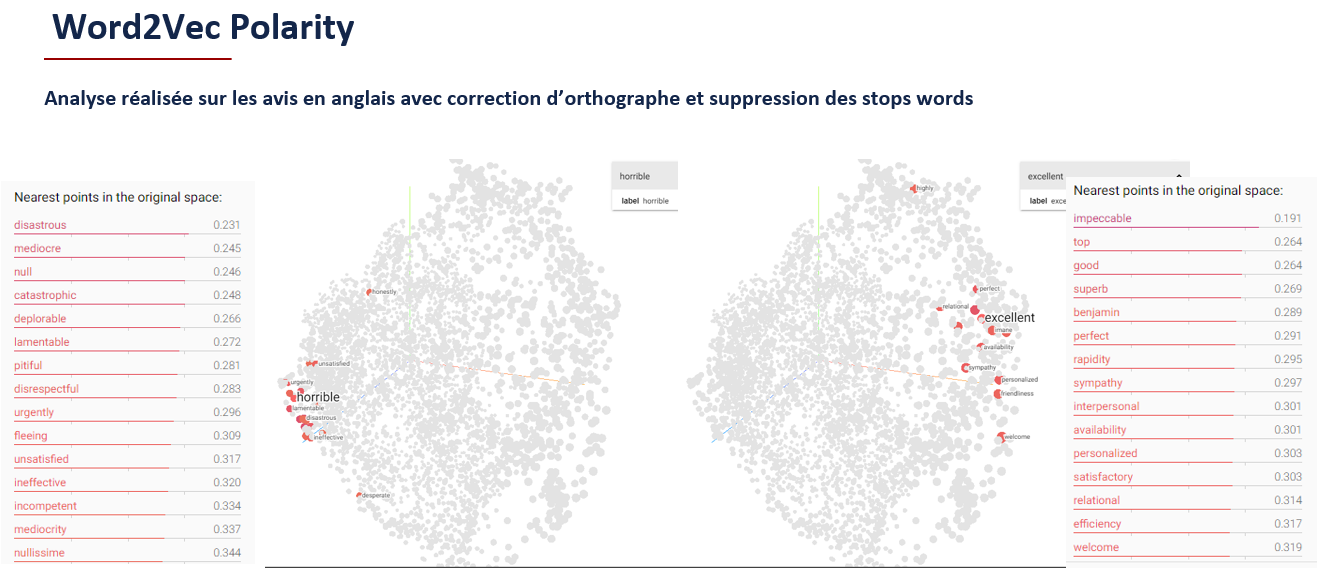 Word2Vec Polarity
Analyse réalisée sur les avis en anglais avec correction d'orthographe et suppression des stops words
Nearest points in the original space:
disastrous 0.231
mediocre 0.245
null 0.246
catastrophic 0.248
deplorable 0.266
lamentable 0.272
pitiful 0.281
disrespectful 0.283
urgently 0.296
fleeing 0.309
unsatisfied 0.317
ineffective 0.320
incompetent 0.334
mediocrity 0.337
nullissime 0.344
horrible
label horrible
honestly
unsatisfied
urgently
horrible
lamentable
disastrous
ineffective
desperate
excellent
label exce
highly
perfect
relational
excellent
imane
availability
sympathy
personalized
friendliness
welcome
Nearest points in the original space:
impeccable 0.191
top 0.264
good 0.264
superb 0.269
benjamin 0.289
perfect 0.291
rapidity 0.295
sympathy 0.297
interpersonal 0.301
availability 0.301
personalized 0.303
satisfactory 0.303
relational 0.314
efficiency 0.317
welcome 0.319